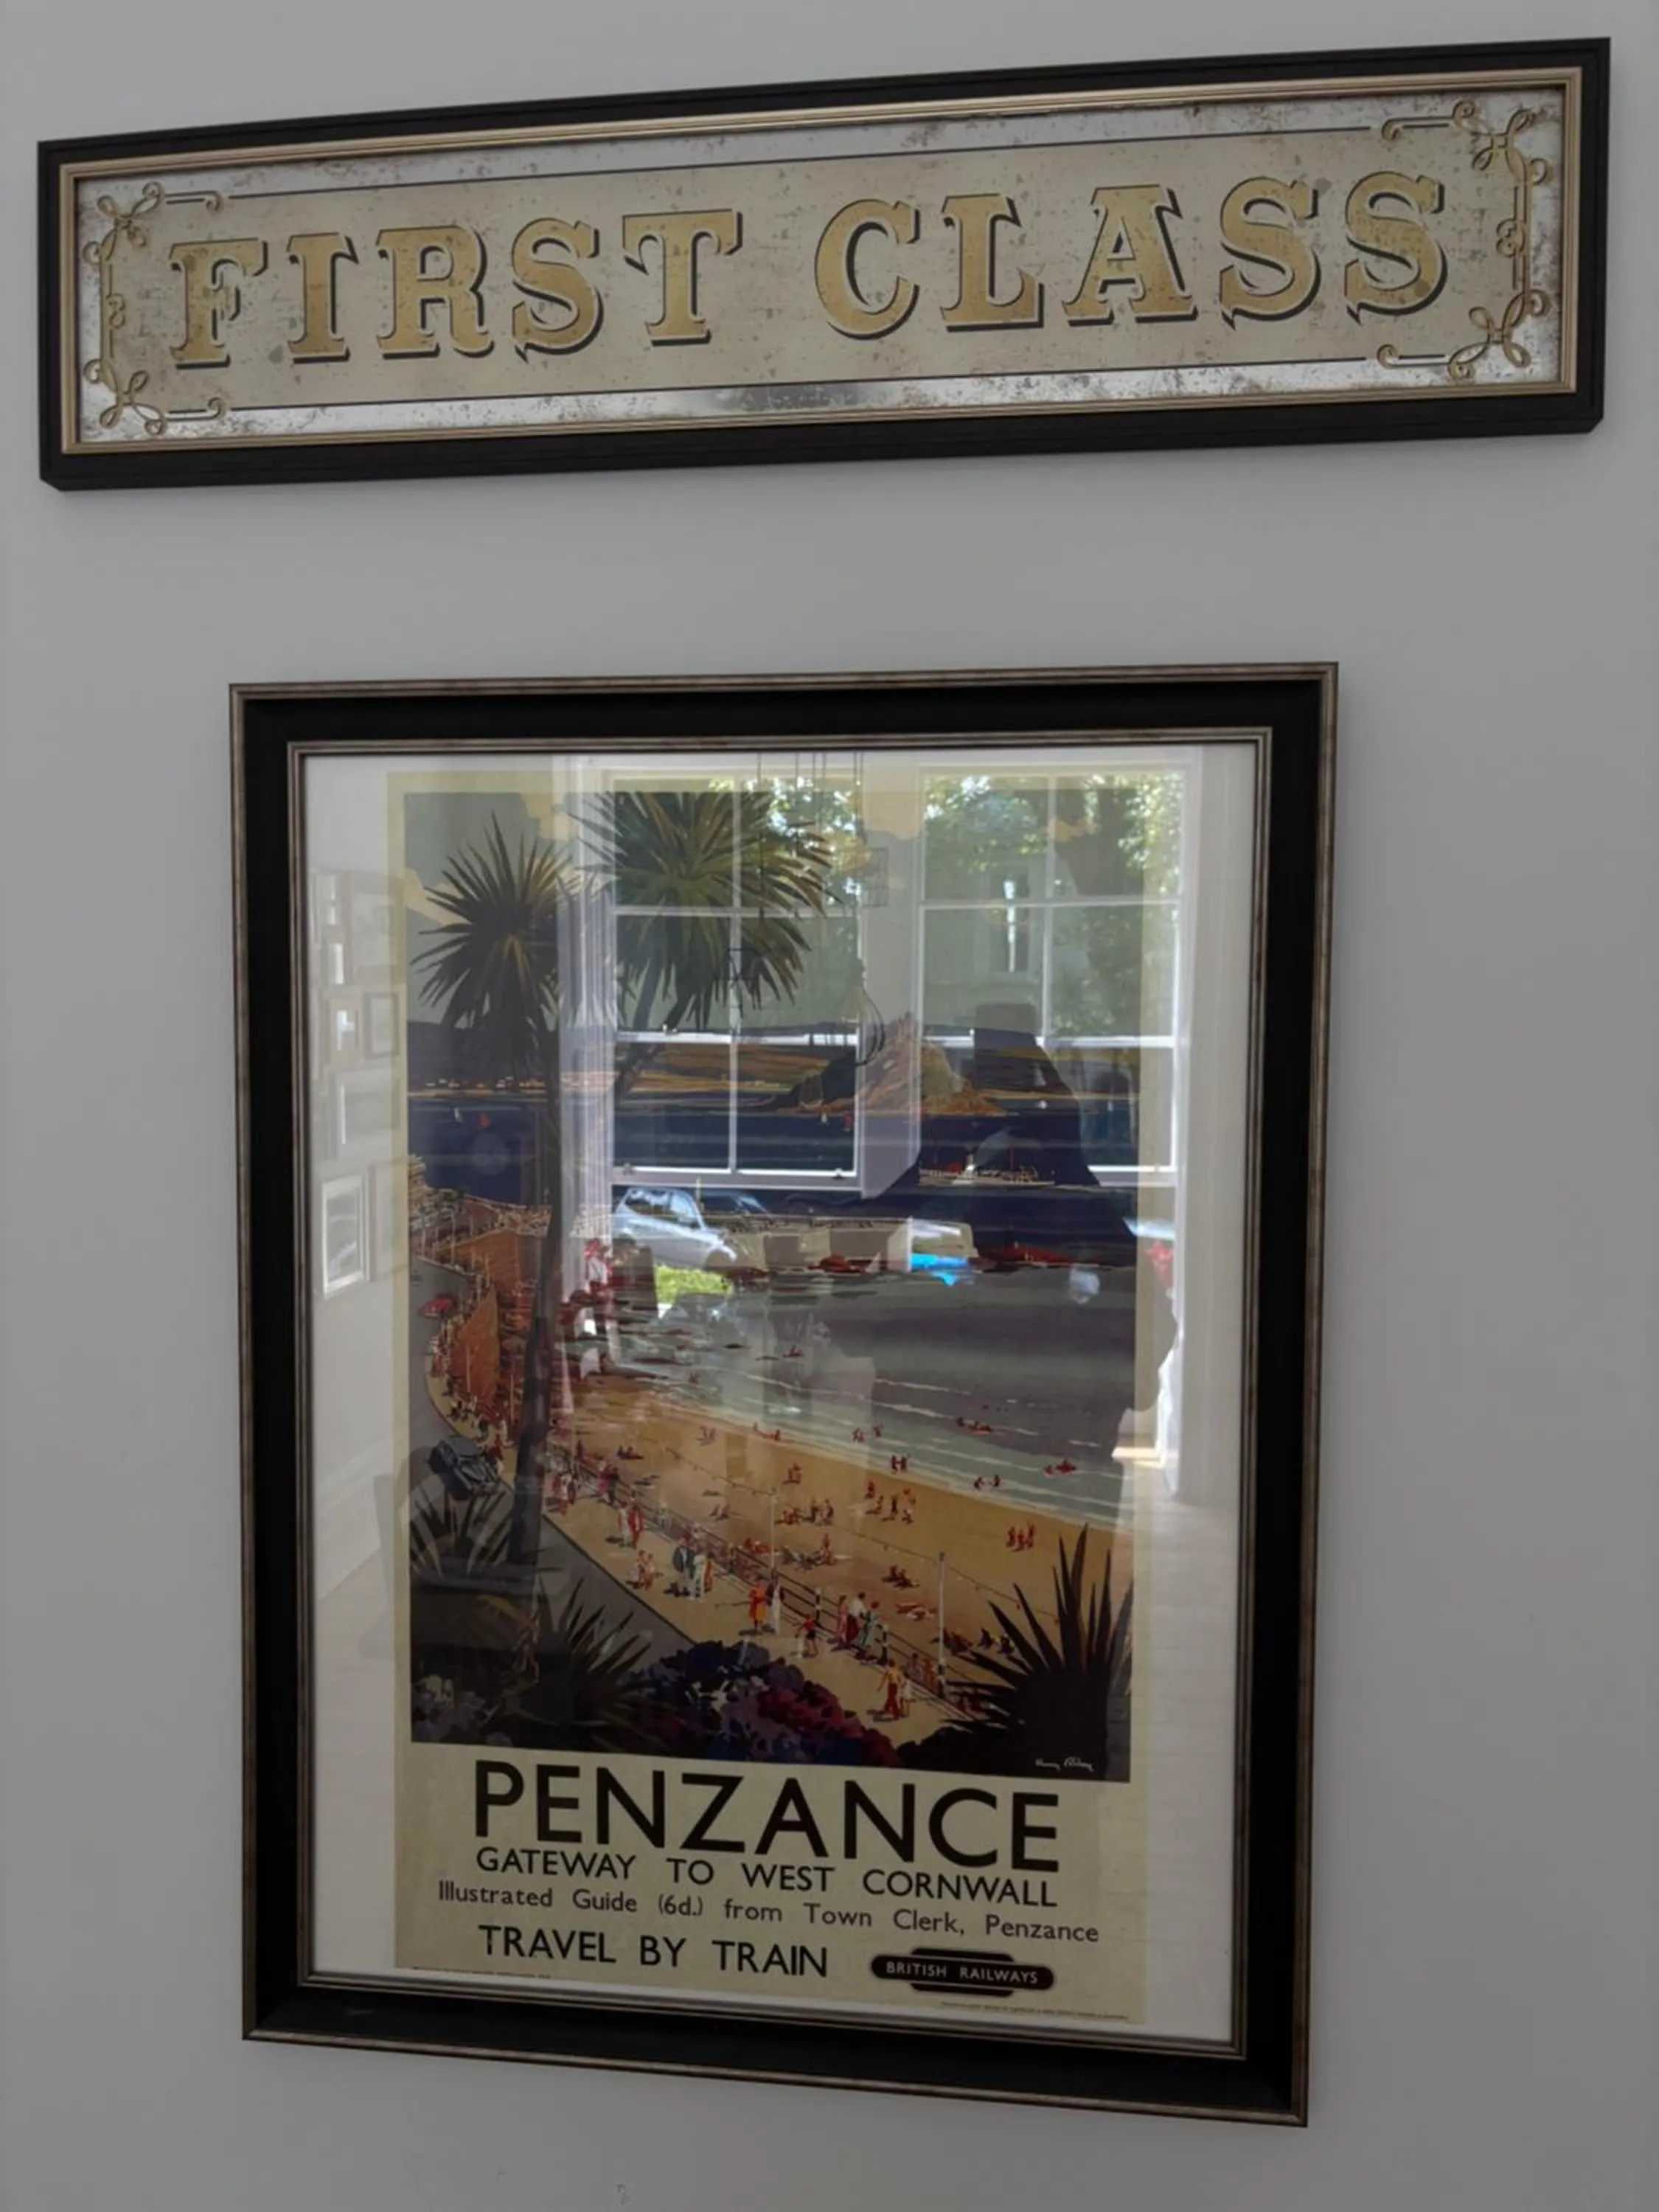 FIRST CLASS
PENZANCE
GATEWAY TO WEST CORNWALL
Illustrated Guide (6d.) from Town Clerk, Penzance
TRAVEL BY TRAIN
BRITISH RAILWAYS